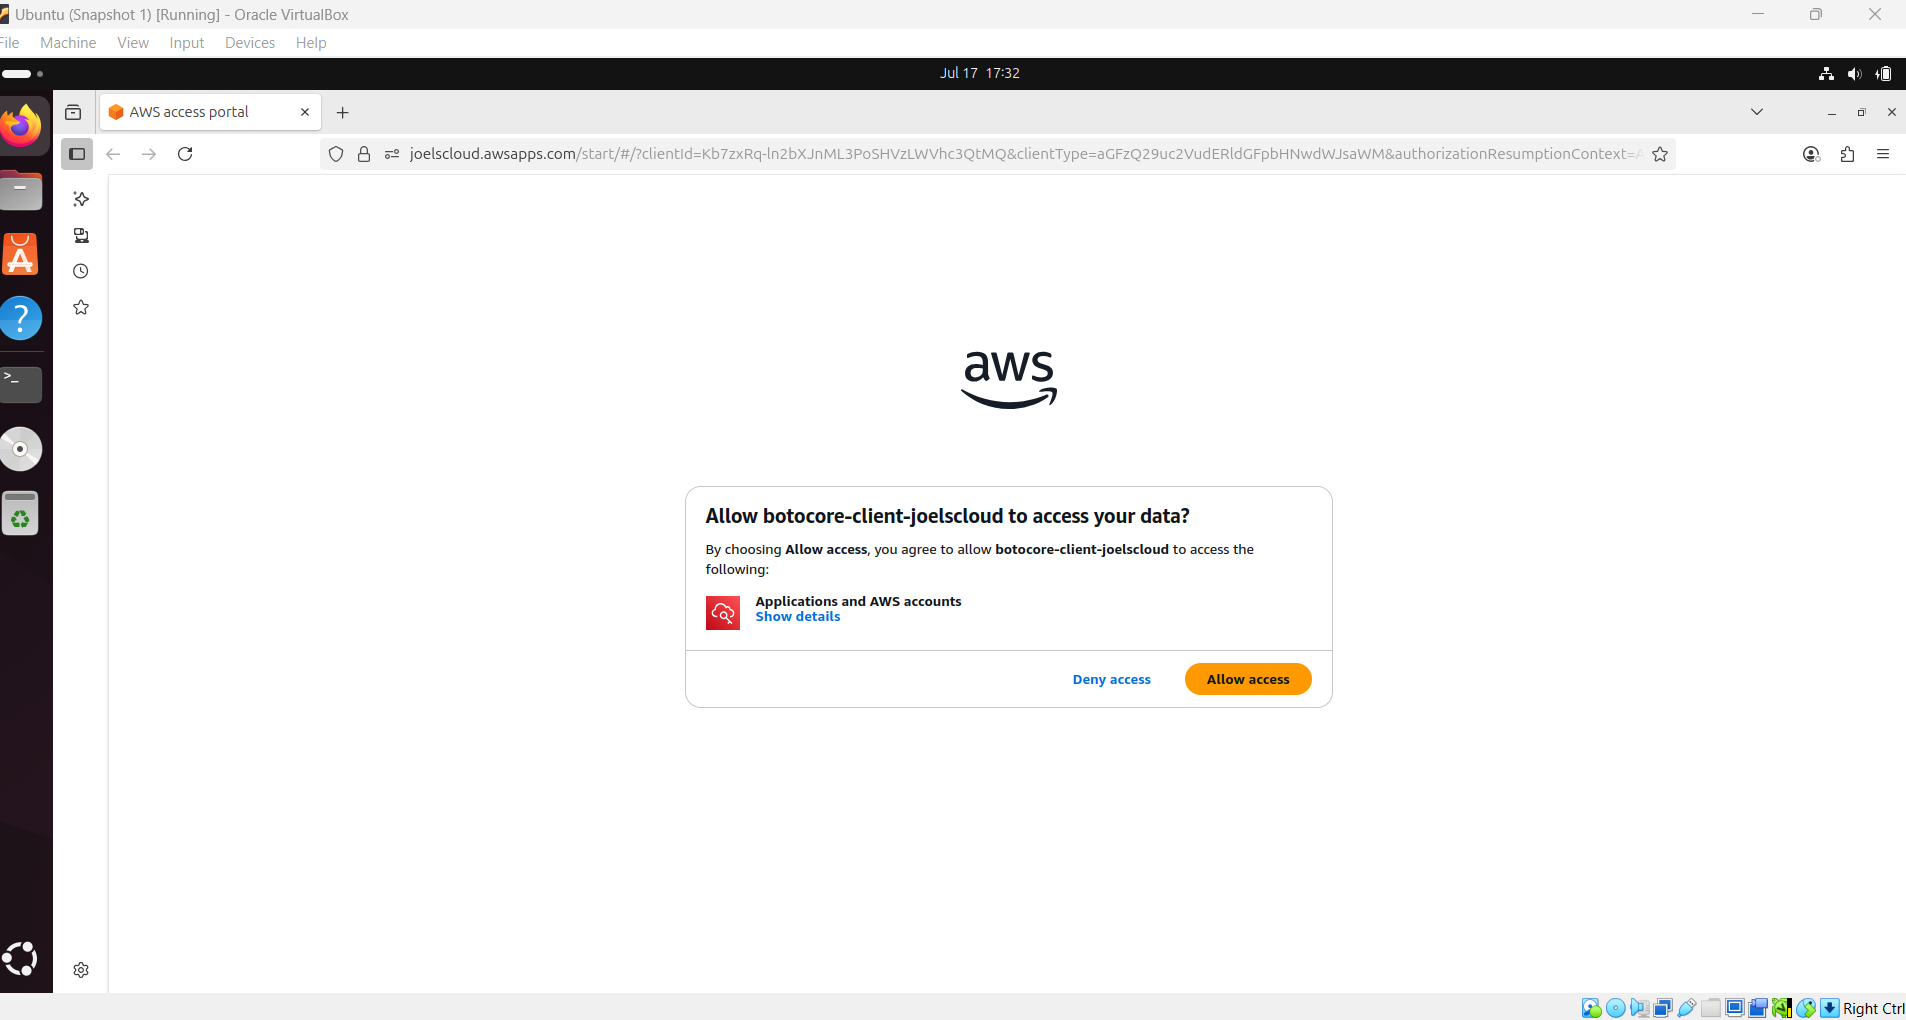 Ubuntu (Snapshot 1) [Running] - Oracle VirtualBox
File Machine View Input Devices Help
Jul 17 17:32
AWS access portal
joelscloud.awsapps.com/start/#/?clientId=Kb7zxRq-ln2bXJnML3PoSHVzLWVhc3QtMQ&clientType=aGFzQ29uc2VudERldGFpbHNwdWJsaWM&authorizationResumptionContext=A
aws
Allow botocore-client-joelscloud to access your data?
By choosing Allow access, you agree to allow botocore-client-joelscloud to access the
following:
Applications and AWS accounts
Show details
Deny access Allow access
Right Ctrl